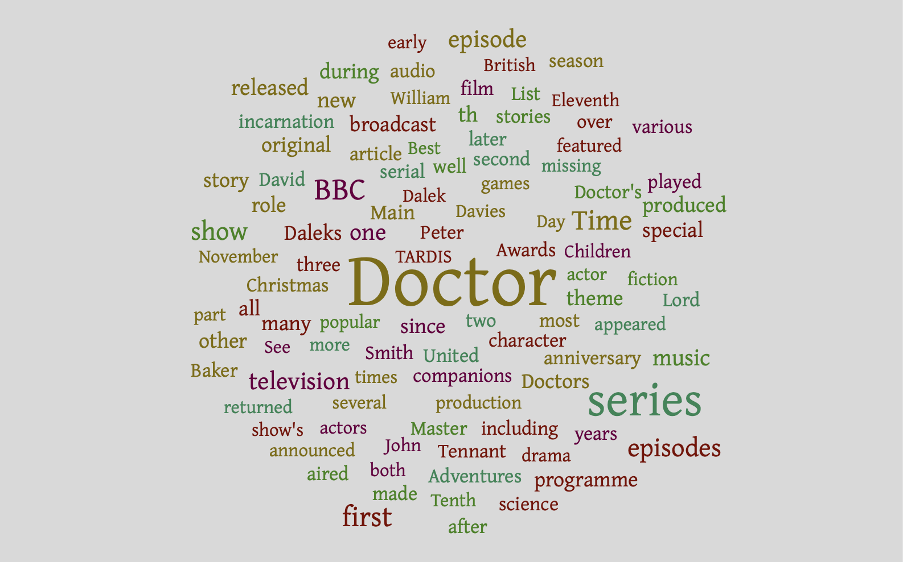 early episode
during audio British season
released new William film List Eleventh
incarnation broadcast th stories over various
original article Best later featured
serial well second missing
story David BBC Dalek games Doctor's played
role Main Davies Day Time produced
show Daleks one Peter special
November three TARDIS Awards Children
Christmas Doctor actor fiction
theme Lord
part all many popular since two most appeared
other See more Smith United character anniversary music
Baker television times companions Doctors
returned several production series
show's actors Master including years
announced John Tennant drama episodes
aired both Adventures programme
made Tenth science
first after